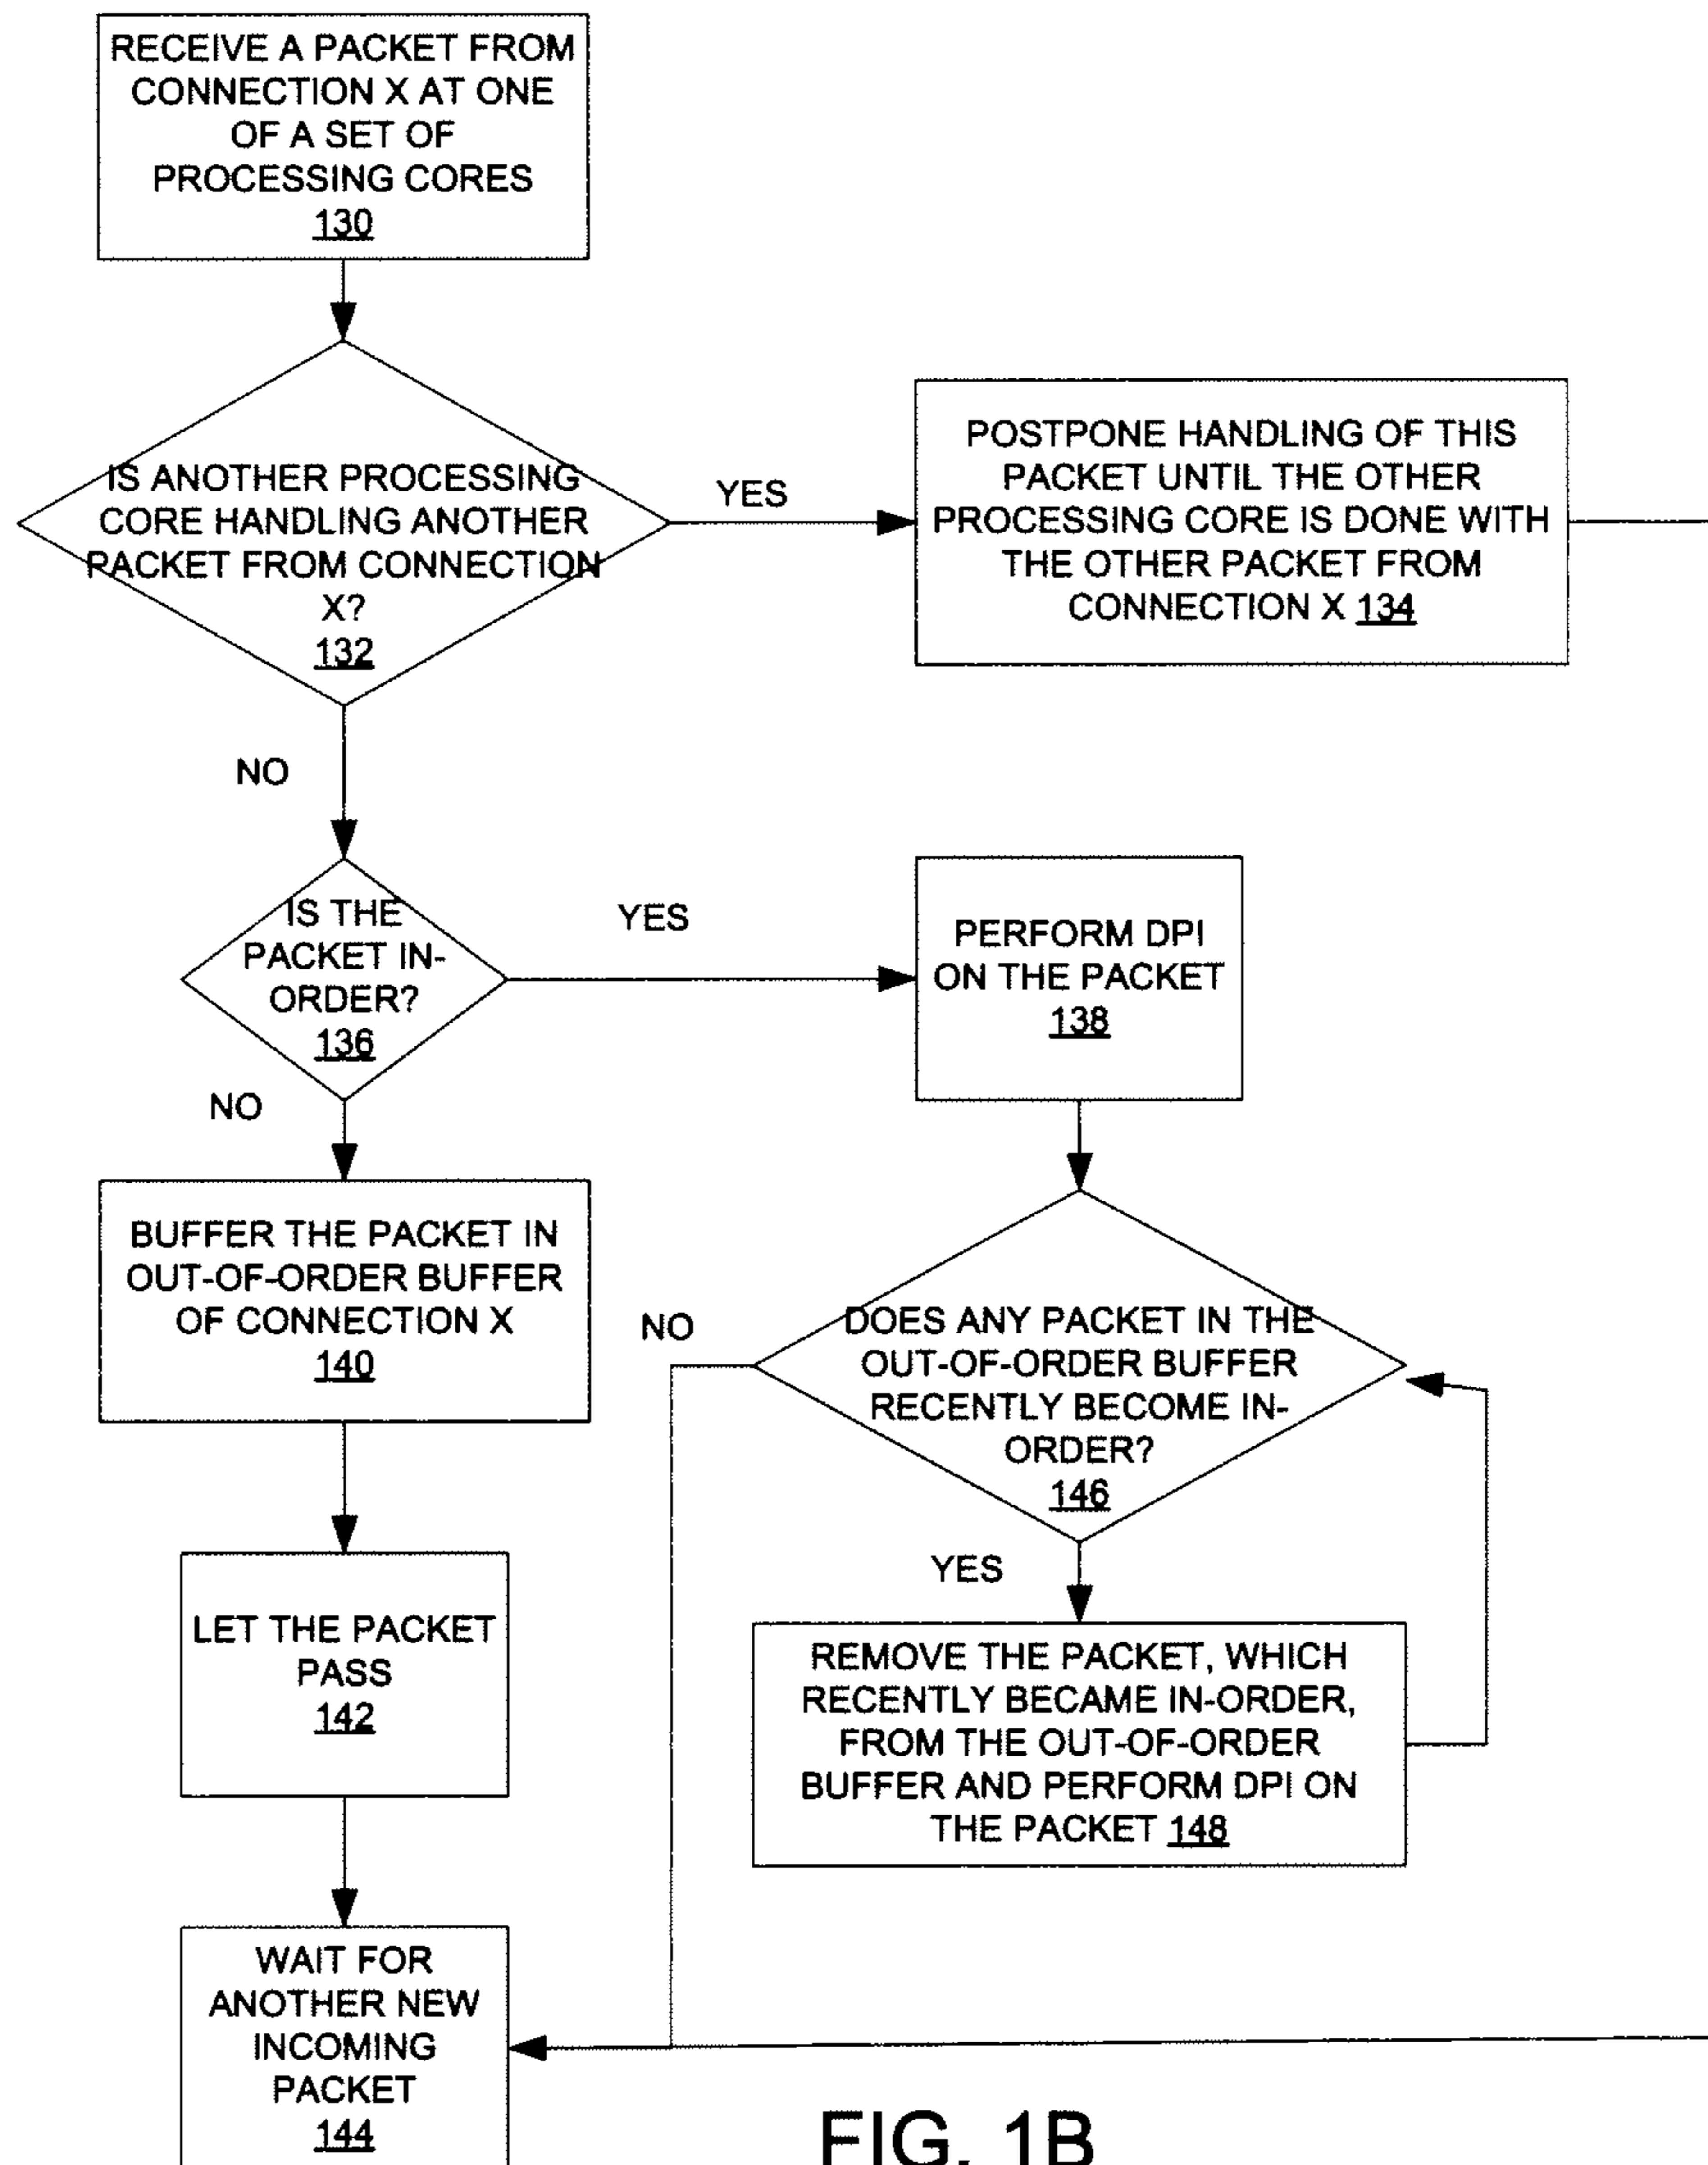 RECEIVE A PACKET FROM
CONNECTION X AT ONE
OF A SET OF
PROCESSING CORES
130
IS ANOTHER PROCESSING
CORE HANDLING ANOTHER
PACKET FROM CONNECTION
X?
132
YES
POSTPONE HANDLING OF THIS
PACKET UNTIL THE OTHER
PROCESSING CORE IS DONE WITH
THE OTHER PACKET FROM
CONNECTION X 134
NO
IS THE
PACKET IN-
ORDER?
136
YES
PERFORM DPI
ON THE PACKET
138
NO
BUFFER THE PACKET IN
OUT-OF-ORDER BUFFER
OF CONNECTION X
140
NO
DOES ANY PACKET IN THE
OUT-OF-ORDER BUFFER
RECENTLY BECOME IN-
ORDER?
146
YES
LET THE PACKET
PASS
142
REMOVE THE PACKET, WHICH
RECENTLY BECAME IN-ORDER,
FROM THE OUT-OF-ORDER
BUFFER AND PERFORM DPI ON
THE PACKET 148
WAIT FOR
ANOTHER NEW
INCOMING
PACKET
144
FIG. 1B